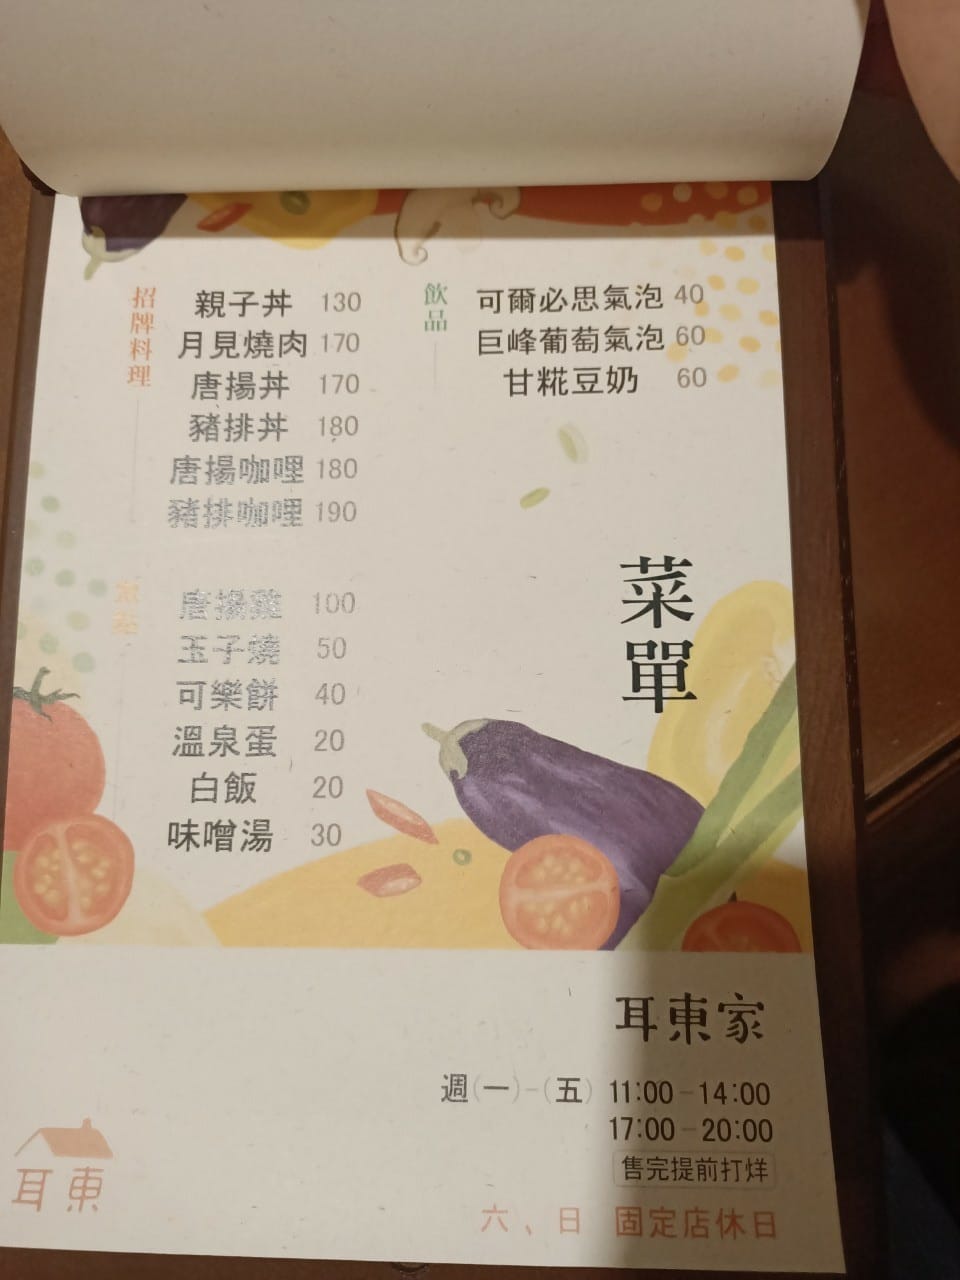 招牌料理
親子丼 130
月見燒肉 170
唐揚丼 170
豬排丼 180
唐揚咖哩 180
豬排咖哩 190
飲品
可爾必思氣泡 40
巨峰葡萄氣泡 60
甘糀豆奶 60
唐揚雞 100
玉子燒 50
可樂餅 40
溫泉蛋 20
白飯 20
味噌湯 30
菜單
耳東家
週(一)-(五) 11:00-14:00
17:00-20:00
售完提前打烊
六、日 固定店休日
耳東